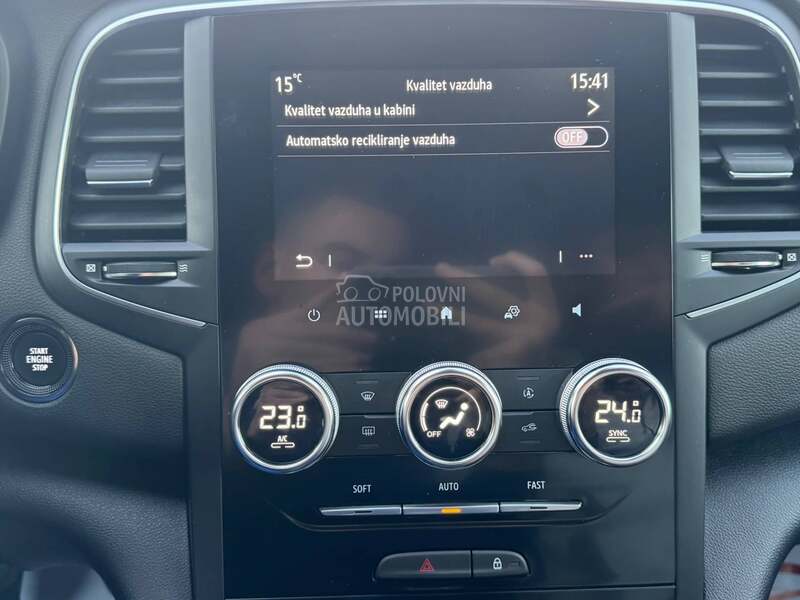 15°C Kvalitet vazduha 15:41
Kvalitet vazduha u kabini
Automatsko recikliranje vazduha OFF
POLOVNI
AUTOMOBILI
START
ENGINE
STOP
23.0
A/C
OFF
24.0
SYNC
A
SOFT AUTO FAST